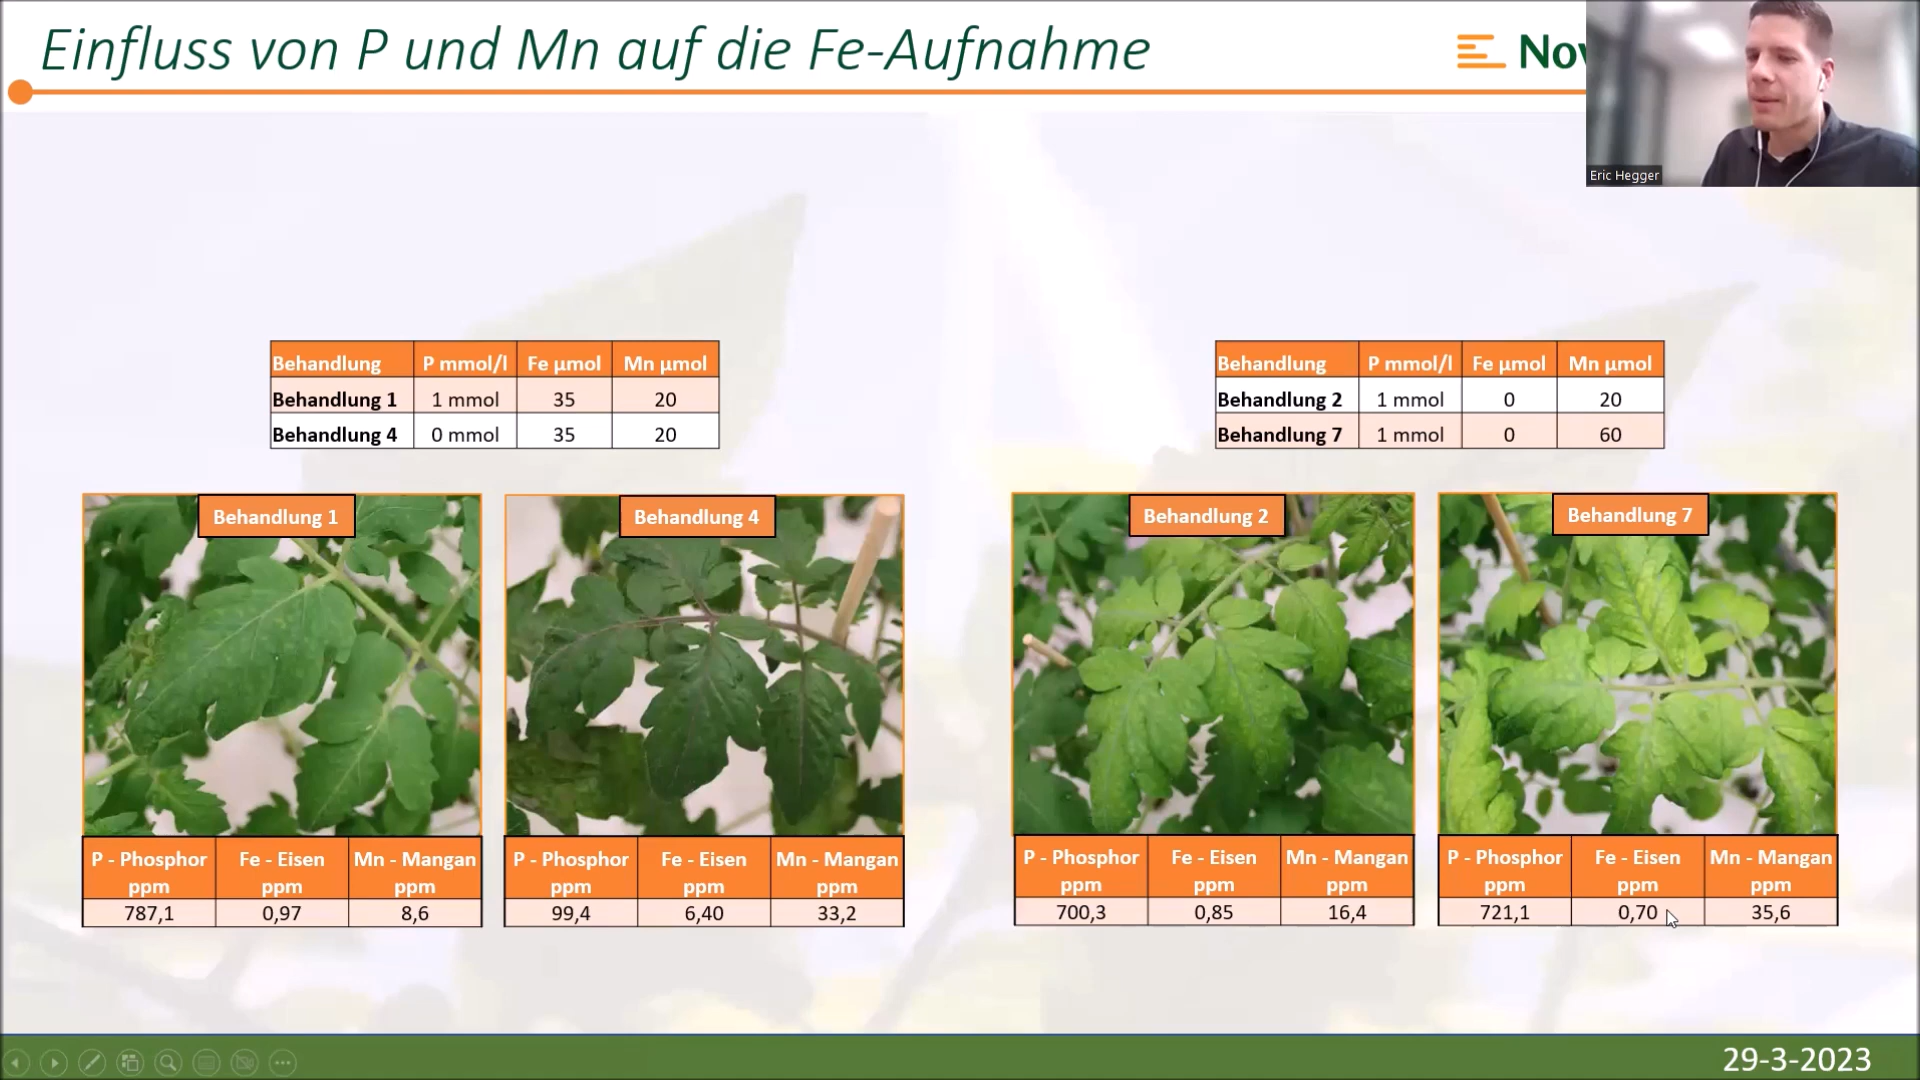 Einfluss von P und Mn auf die Fe-Aufnahme
Eric Hegger
Behandlung P mmol/l Fe µmol Mn µmol
Behandlung 1 1 mmol 35 20
Behandlung 4 0 mmol 35 20
Behandlung P mmol/l Fe µmol Mn µmol
Behandlung 2 1 mmol 0 20
Behandlung 7 1 mmol 0 60
Behandlung 1
P - Phosphor ppm Fe - Eisen ppm Mn - Mangan ppm
787,1 0,97 8,6
Behandlung 4
P - Phosphor ppm Fe - Eisen ppm Mn - Mangan ppm
99,4 6,40 33,2
Behandlung 2
P - Phosphor ppm Fe - Eisen ppm Mn - Mangan ppm
700,3 0,85 16,4
Behandlung 7
P - Phosphor ppm Fe - Eisen ppm Mn - Mangan ppm
721,1 0,70 35,6
29-3-2023